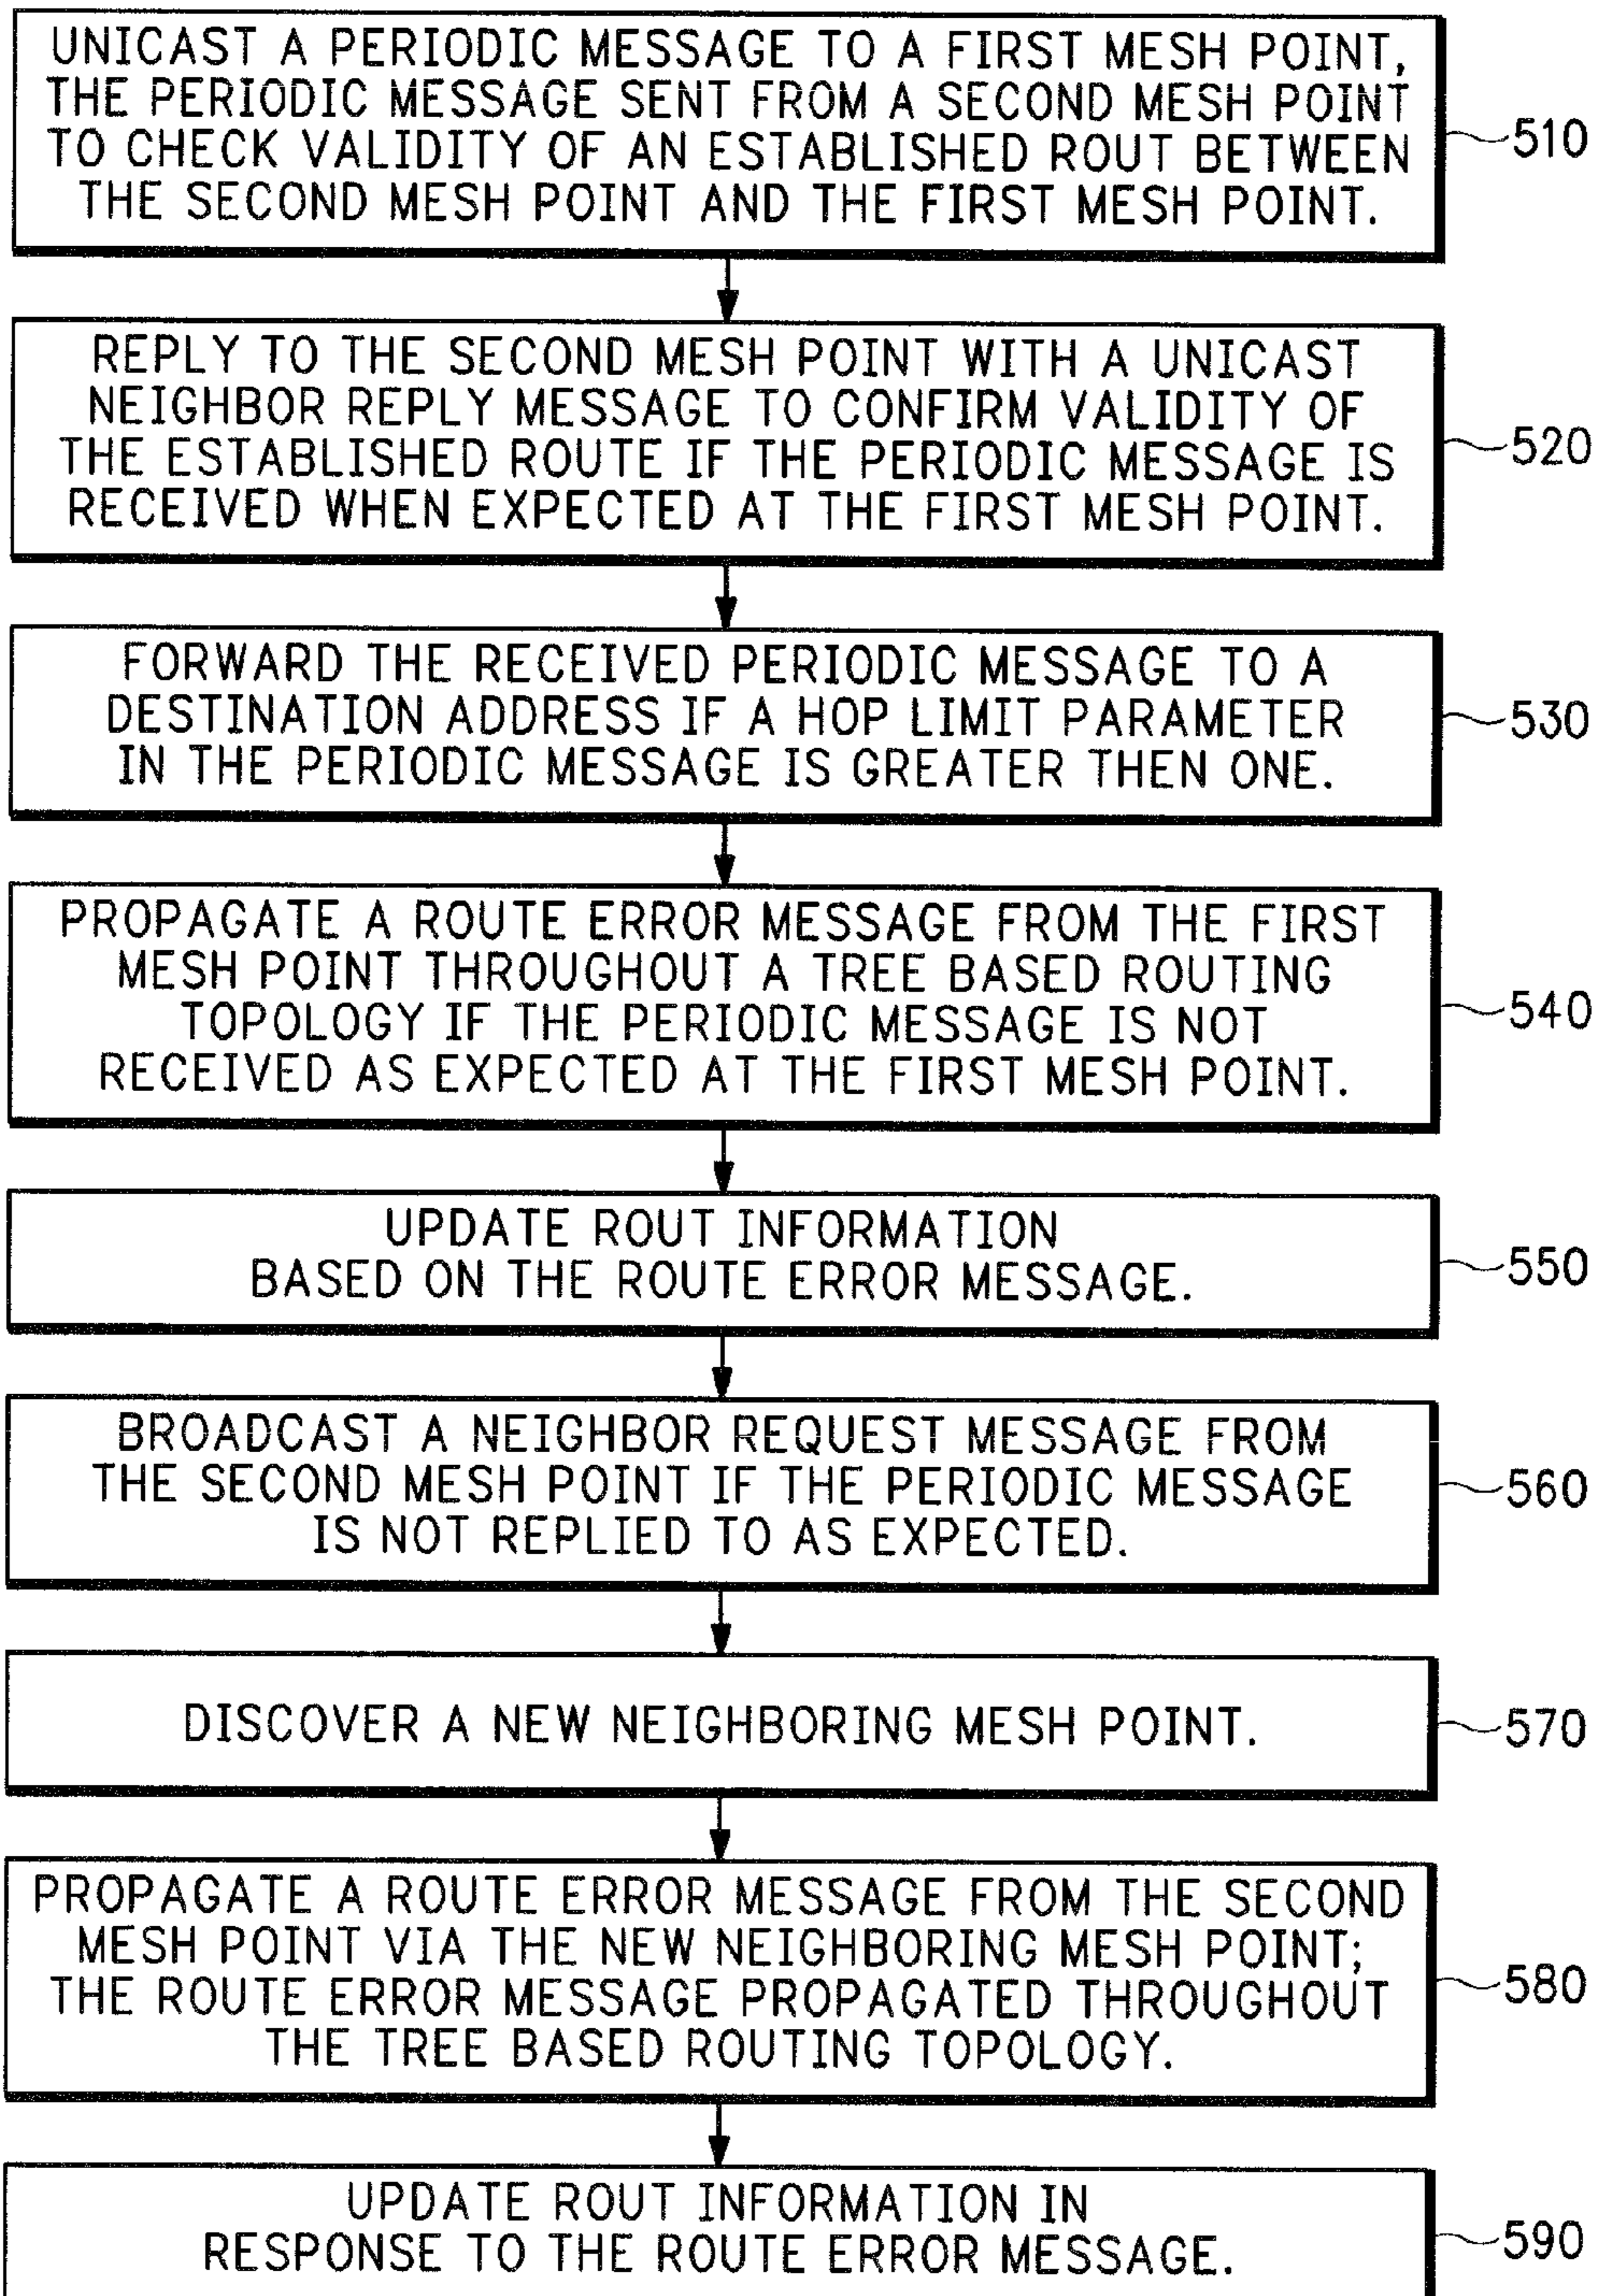 UNICAST A PERIODIC MESSAGE TO A FIRST MESH POINT,
THE PERIODIC MESSAGE SENT FROM A SECOND MESH POINT
TO CHECK VALIDITY OF AN ESTABLISHED ROUT BETWEEN
THE SECOND MESH POINT AND THE FIRST MESH POINT.
510
REPLY TO THE SECOND MESH POINT WITH A UNICAST
NEIGHBOR REPLY MESSAGE TO CONFIRM VALIDITY OF
THE ESTABLISHED ROUTE IF THE PERIODIC MESSAGE IS
RECEIVED WHEN EXPECTED AT THE FIRST MESH POINT.
520
FORWARD THE RECEIVED PERIODIC MESSAGE TO A
DESTINATION ADDRESS IF A HOP LIMIT PARAMETER
IN THE PERIODIC MESSAGE IS GREATER THEN ONE.
530
PROPAGATE A ROUTE ERROR MESSAGE FROM THE FIRST
MESH POINT THROUGHOUT A TREE BASED ROUTING
TOPOLOGY IF THE PERIODIC MESSAGE IS NOT
RECEIVED AS EXPECTED AT THE FIRST MESH POINT.
540
UPDATE ROUT INFORMATION
BASED ON THE ROUTE ERROR MESSAGE.
550
BROADCAST A NEIGHBOR REQUEST MESSAGE FROM
THE SECOND MESH POINT IF THE PERIODIC MESSAGE
IS NOT REPLIED TO AS EXPECTED.
560
DISCOVER A NEW NEIGHBORING MESH POINT.
570
PROPAGATE A ROUTE ERROR MESSAGE FROM THE SECOND
MESH POINT VIA THE NEW NEIGHBORING MESH POINT;
THE ROUTE ERROR MESSAGE PROPAGATED THROUGHOUT
THE TREE BASED ROUTING TOPOLOGY.
580
UPDATE ROUT INFORMATION IN
RESPONSE TO THE ROUTE ERROR MESSAGE.
590